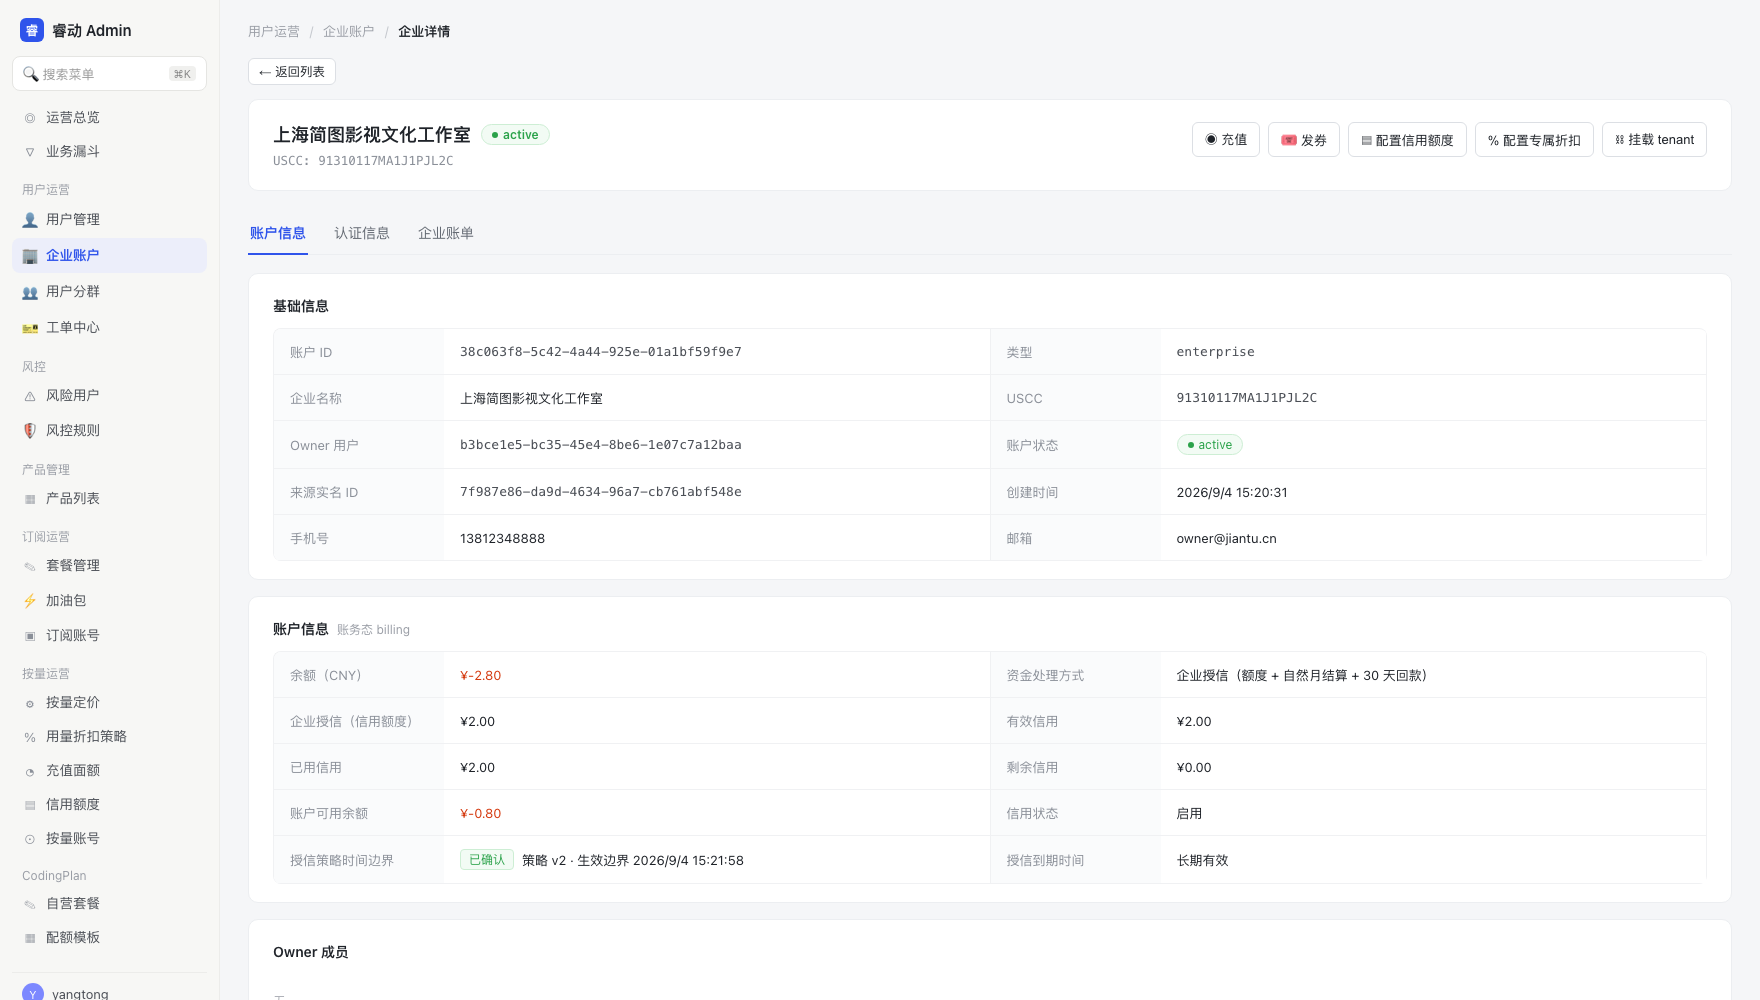 睿 睿动 Admin
搜索菜单 ⌘K
运营总览
业务漏斗
用户运营
用户管理
企业账户
用户分群
工单中心
风控
风险用户
风控规则
产品管理
产品列表
订阅运营
套餐管理
加油包
订阅账号
按量运营
按量定价
用量折扣策略
充值面额
信用额度
按量账号
CodingPlan
自营套餐
配额模板
Y yangtong
用户运营 / 企业账户 / 企业详情
← 返回列表
上海简图影视文化工作室 active
USCC: 91310117MA1J1PJL2C
充值 发券 配置信用额度 % 配置专属折扣 挂载 tenant
账户信息 认证信息 企业账单
基础信息
账户 ID 38c063f8-5c42-4a44-925e-01a1bf59f9e7 类型 enterprise
企业名称 上海简图影视文化工作室 USCC 91310117MA1J1PJL2C
Owner 用户 b3bce1e5-bc35-45e4-8be6-1e07c7a12baa 账户状态 active
来源实名 ID 7f987e86-da9d-4634-96a7-cb761abf548e 创建时间 2026/9/4 15:20:31
手机号 13812348888 邮箱 owner@jiantu.cn
账户信息 账务态 billing
余额（CNY） ¥-2.80 资金处理方式 企业授信（额度 + 自然月结算 + 30 天回款）
企业授信（信用额度） ¥2.00 有效信用 ¥2.00
已用信用 ¥2.00 剩余信用 ¥0.00
账户可用余额 ¥-0.80 信用状态 启用
授信策略时间边界 已确认 策略 v2 · 生效边界 2026/9/4 15:21:58 授信到期时间 长期有效
Owner 成员